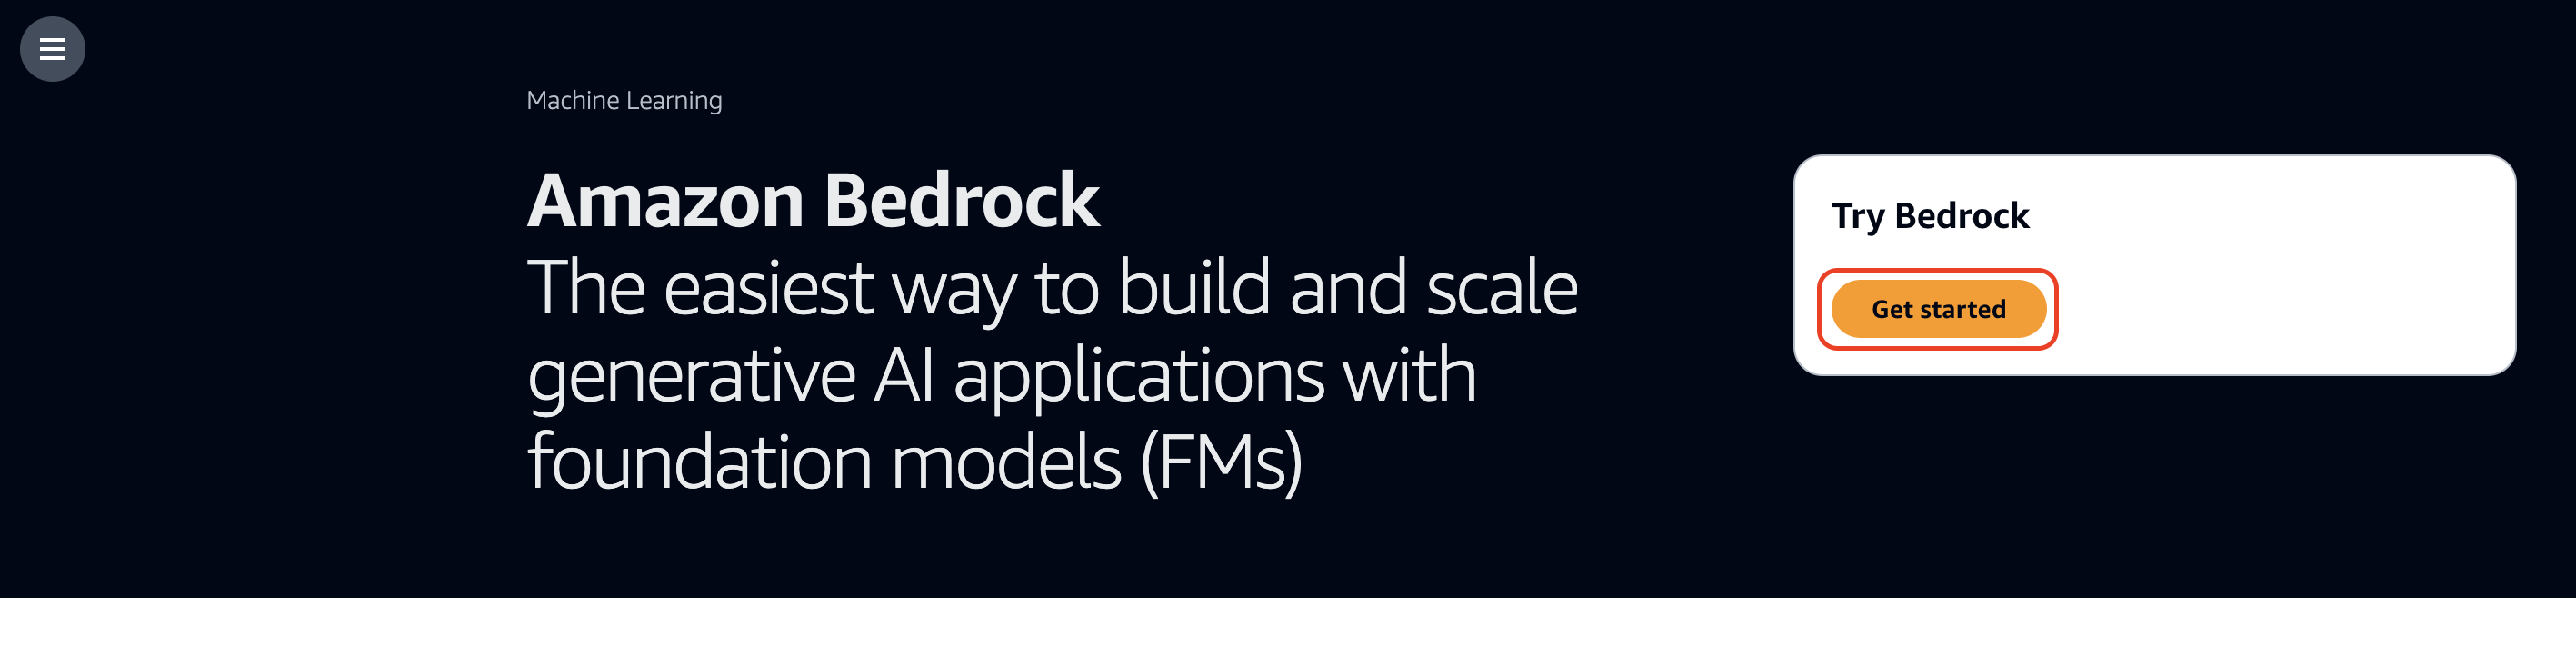 Machine Learning
Amazon Bedrock
The easiest way to build and scale
generative AI applications with
foundation models (FMs)
Try Bedrock
Get started